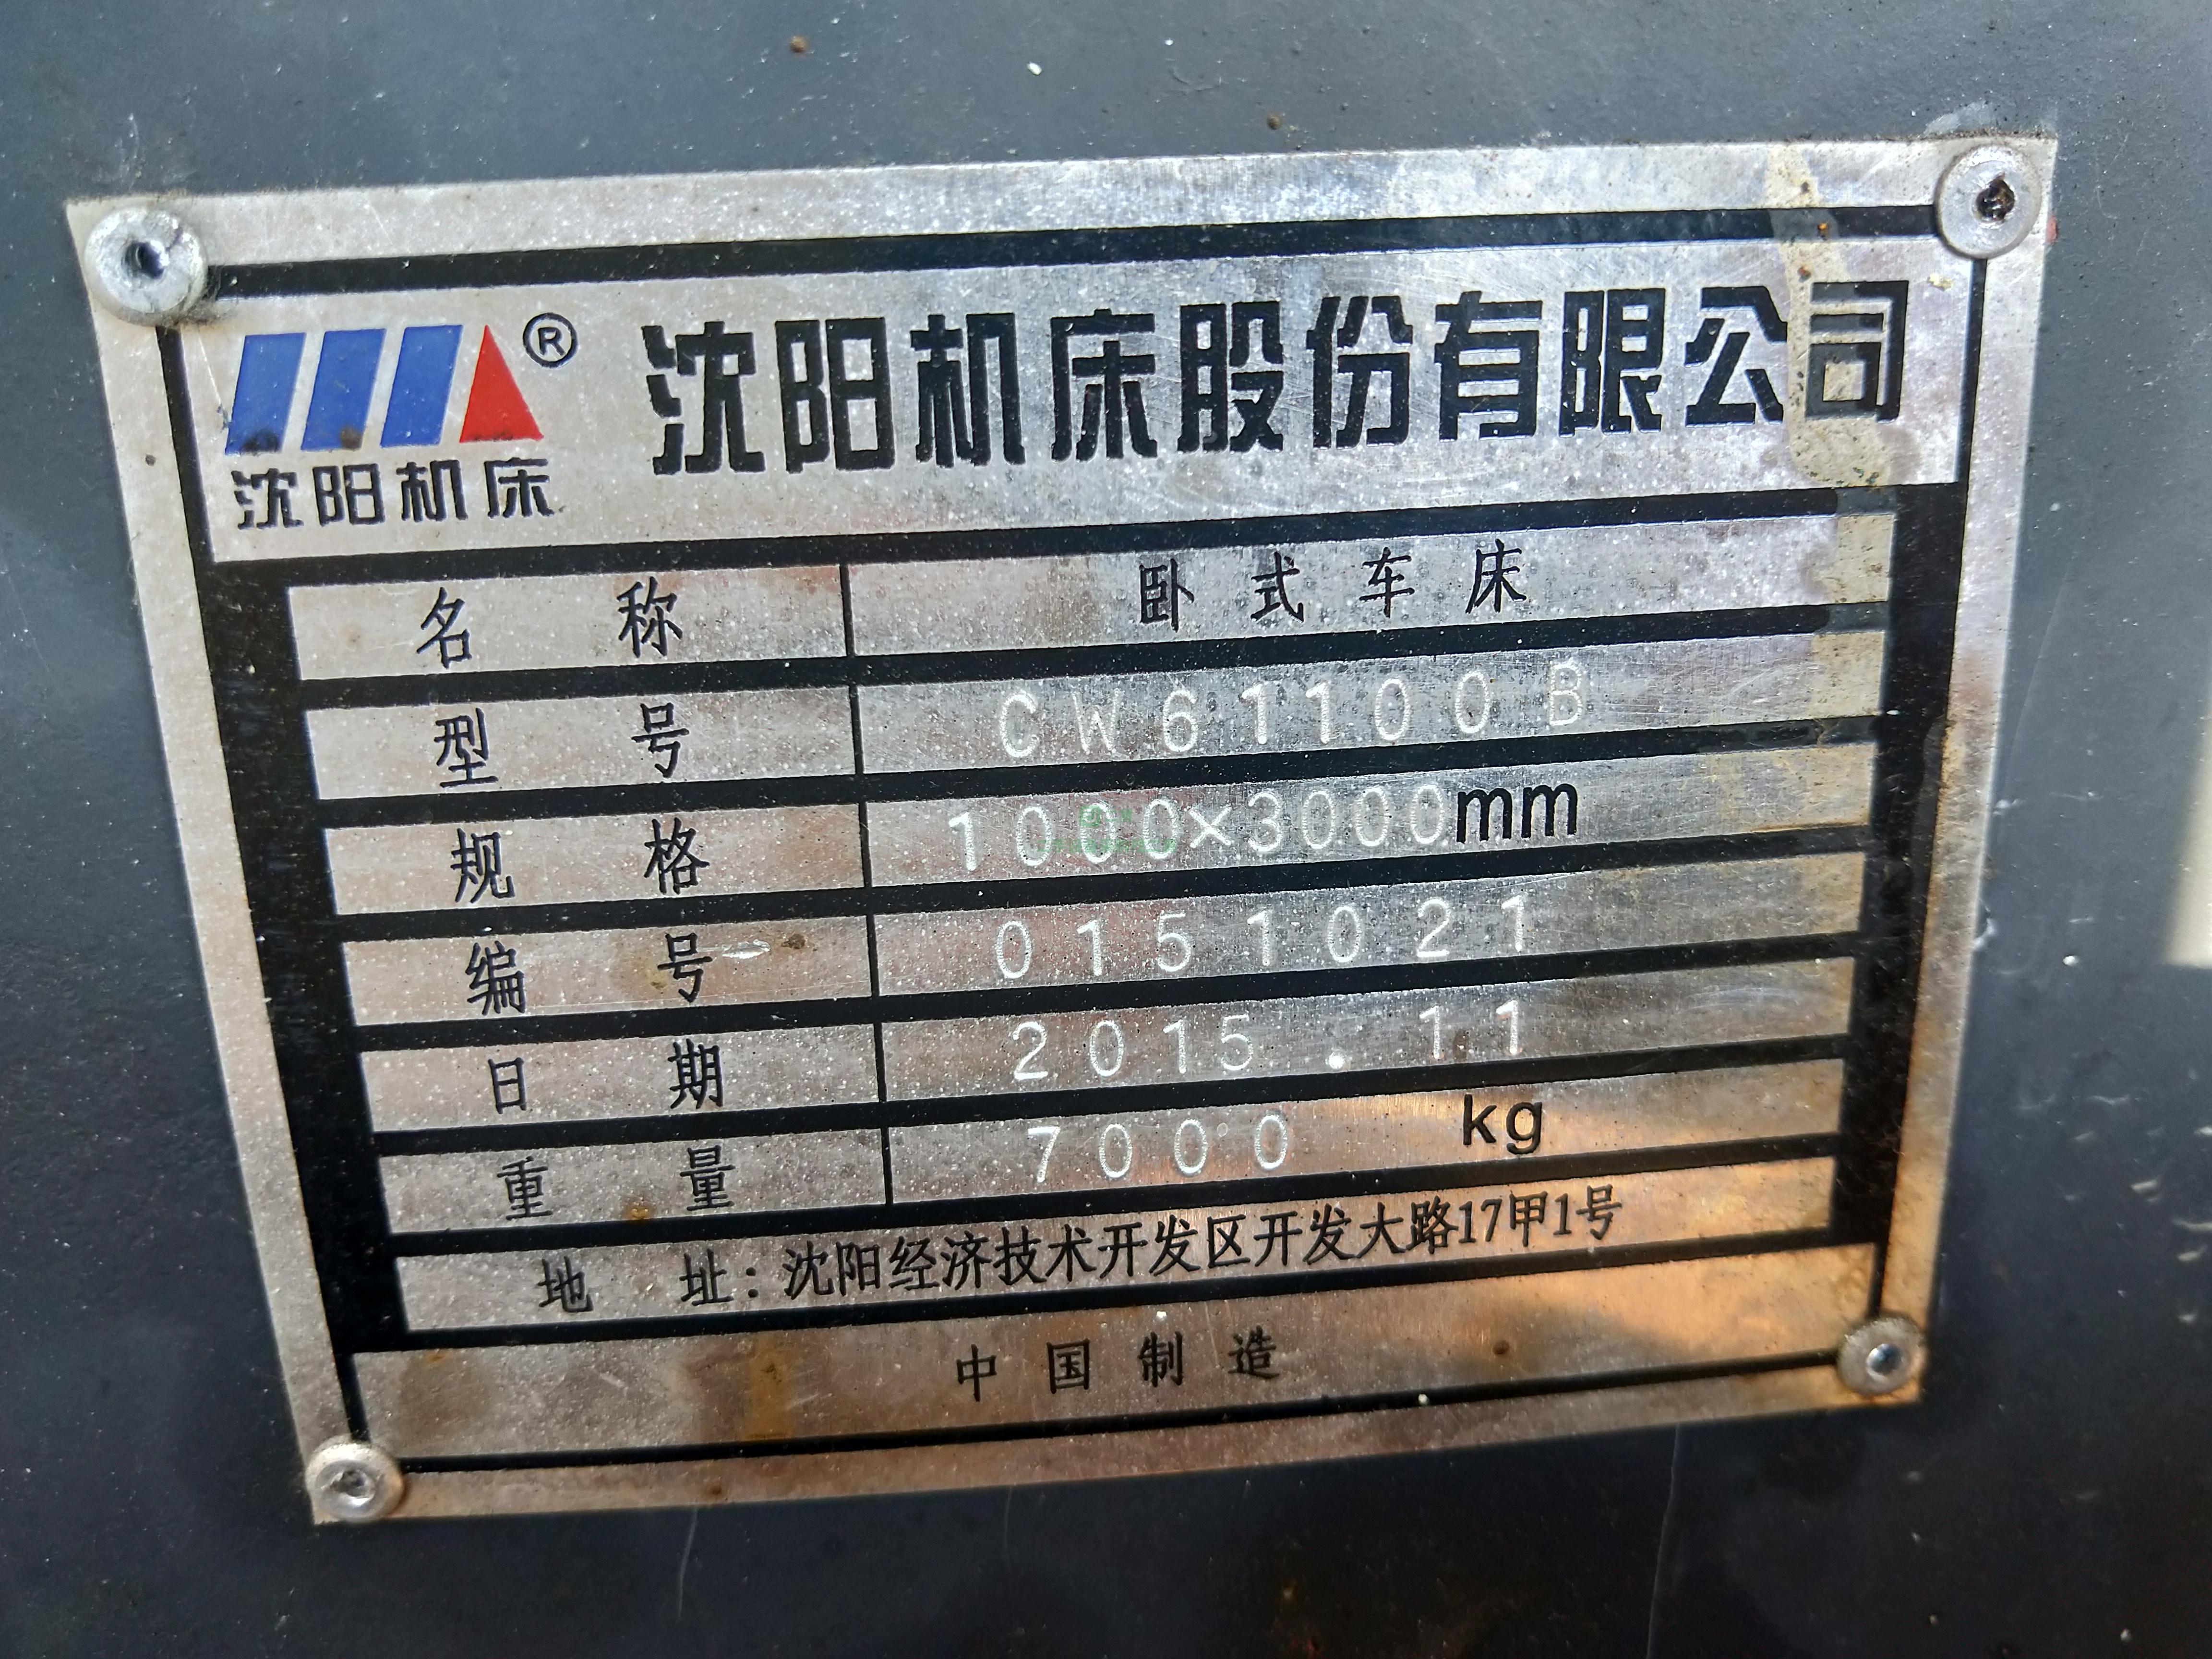 ® 沈阳机床股份有限公司
沈阳机床
名 称 卧式车床
型 号 CW61100B
规 格 1000×3000mm
编 号 0151021
日 期 2015.11
重 量 7000 kg
地 址：沈阳经济技术开发区开发大路17甲1号
中国制造